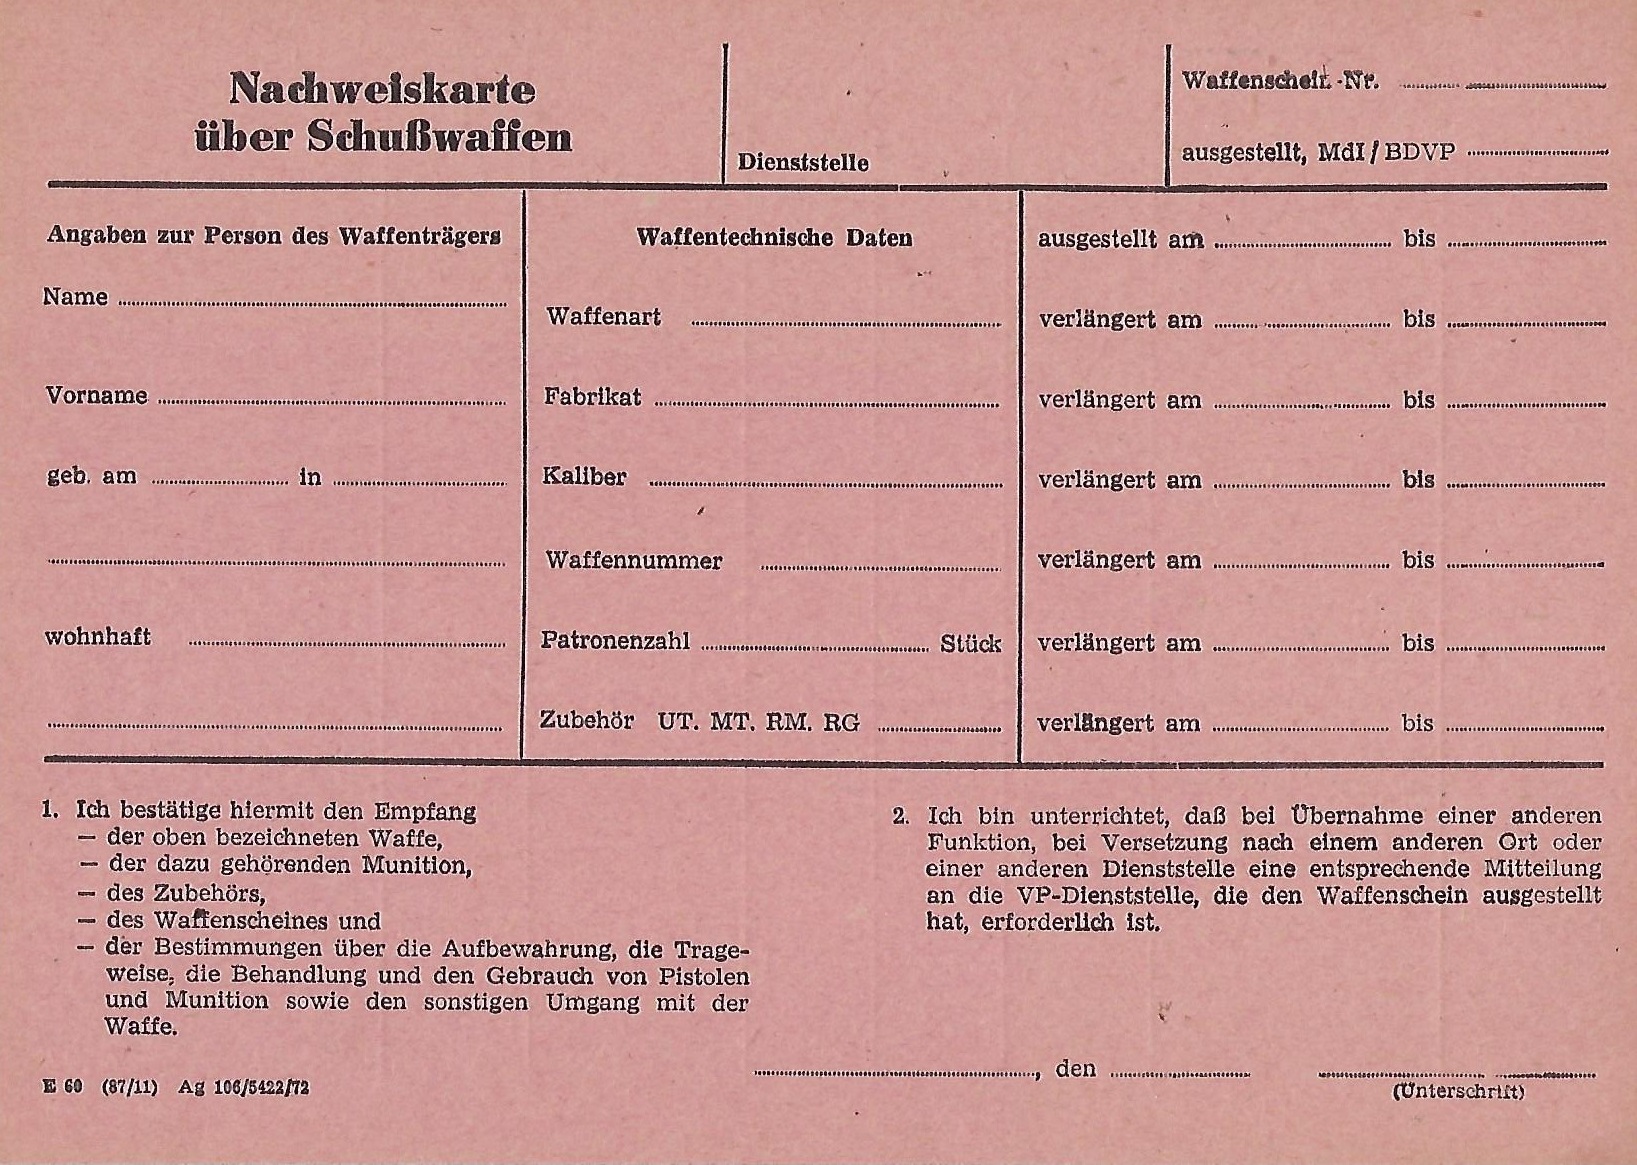 Nachweiskarte
über Schußwaffen
Dienststelle
Waffenschein-Nr.
ausgestellt, MdI/BDVP
Angaben zur Person des Waffenträgers
Name
Vorname
geb. am in
wohnhaft
Waffentechnische Daten
Waffenart
Fabrikat
Kaliber
Waffennummer
Patronenzahl Stück
Zubehör UT. MT. RM. RG
ausgestellt am bis
verlängert am bis
verlängert am bis
verlängert am bis
verlängert am bis
verlängert am bis
verlängert am bis
1. Ich bestätige hiermit den Empfang
— der oben bezeichneten Waffe,
— der dazu gehörenden Munition,
— des Zubehörs,
— des Waffenscheines und
— der Bestimmungen über die Aufbewahrung, die Trage-
weise, die Behandlung und den Gebrauch von Pistolen
und Munition sowie den sonstigen Umgang mit der
Waffe.
2. Ich bin unterrichtet, daß bei Übernahme einer anderen
Funktion, bei Versetzung nach einem anderen Ort oder
einer anderen Dienststelle eine entsprechende Mitteilung
an die VP-Dienststelle, die den Waffenschein ausgestellt
hat, erforderlich ist.
, den
(Unterschrift)
E 60 (87/11) Ag 106/5422/72